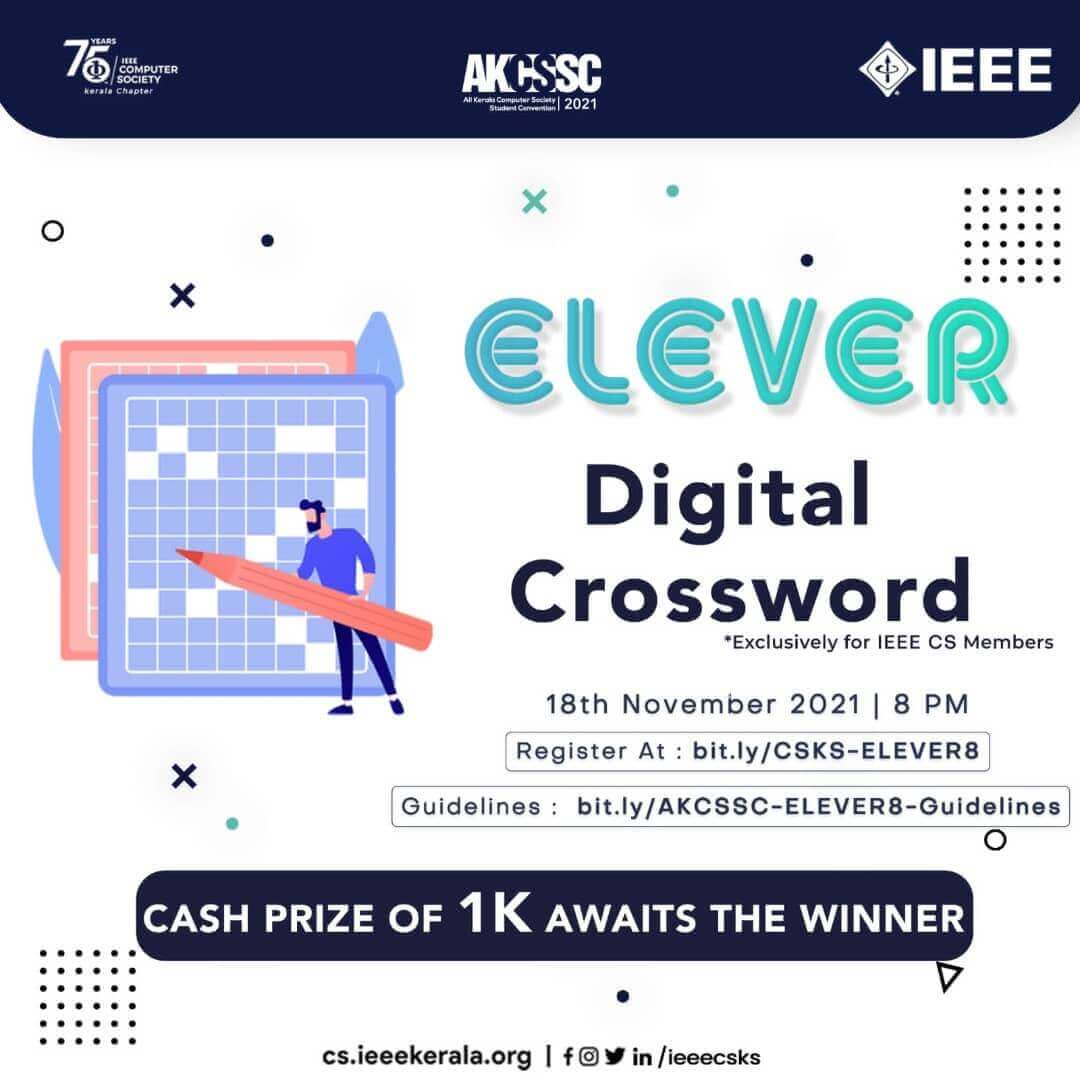 75 YEARS
IEEE
COMPUTER
SOCIETY
kerala Chapter
AKCSSC
All Kerala Computer Society
Student Convention | 2021
IEEE
ELEVER
Digital
Crossword
*Exclusively for IEEE CS Members
18th November 2021 | 8 PM
Register At : bit.ly/CSKS-ELEVER8
Guidelines : bit.ly/AKCSSC-ELEVER8-Guidelines
CASH PRIZE OF 1K AWAITS THE WINNER
cs.ieeekerala.org | /ieeecsks